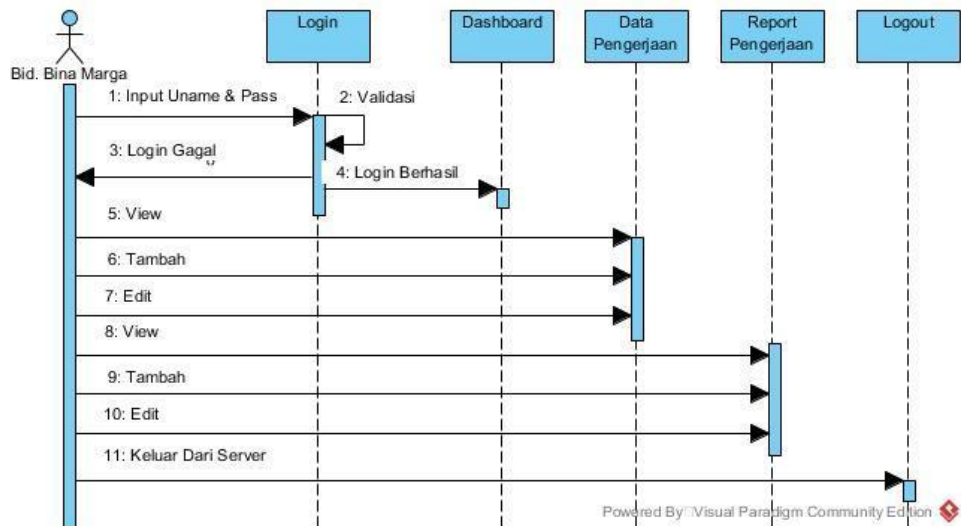 Login
Dashboard
Data
Pengerjaan
Report
Pengerjaan
Logout
Bid. Bina Marga
1: Input Uname & Pass
2: Validasi
3: Login Gagal
4: Login Berhasil
5: View
6: Tambah
7: Edit
8: View
9: Tambah
10: Edit
11: Keluar Dari Server
Powered By Visual Paradigm Community Edition